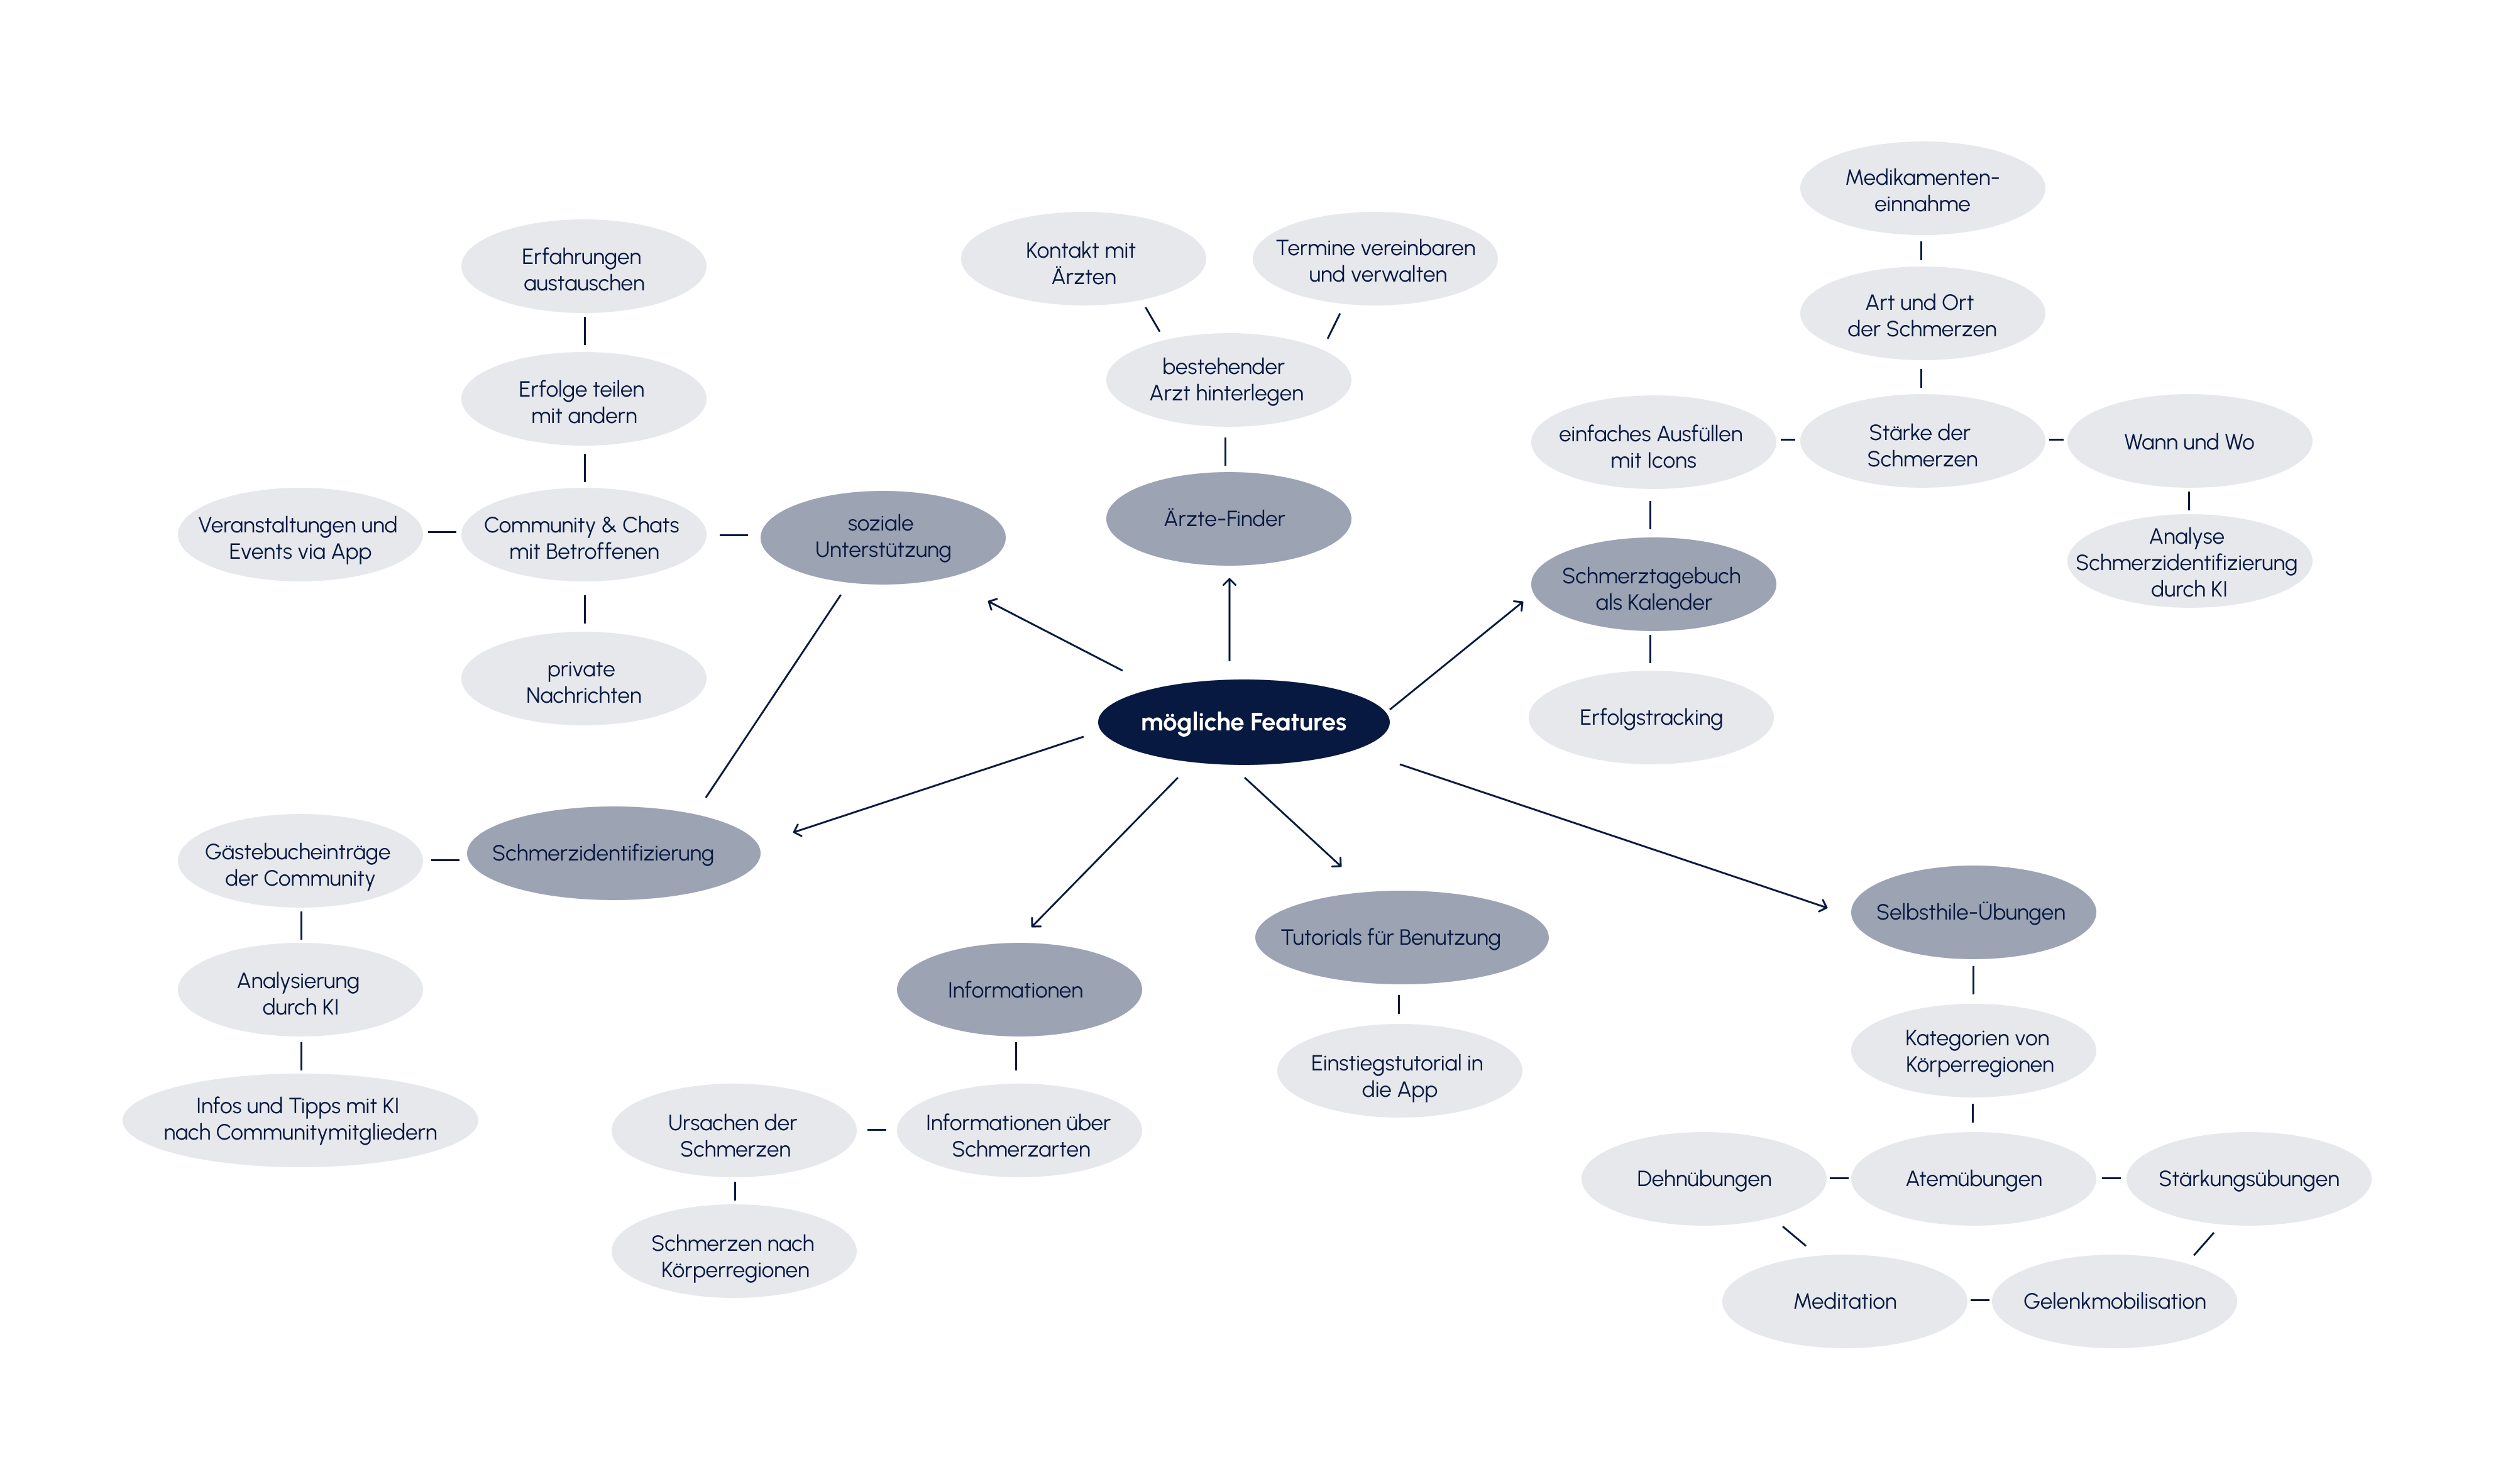 mögliche Features
soziale
Unterstützung
Community & Chats
mit Betroffenen
Erfolge teilen
mit andern
Erfahrungen
austauschen
Veranstaltungen und
Events via App
private
Nachrichten
Ärzte-Finder
bestehender
Arzt hinterlegen
Kontakt mit
Ärzten
Termine vereinbaren
und verwalten
Schmerztagebuch
als Kalender
einfaches Ausfüllen
mit Icons
Stärke der
Schmerzen
Art und Ort
der Schmerzen
Medikamenten-
einnahme
Wann und Wo
Analyse
Schmerzidentifizierung
durch KI
Erfolgstracking
Schmerzidentifizierung
Gästebucheinträge
der Community
Analysierung
durch KI
Infos und Tipps mit KI
nach Communitymitgliedern
Informationen
Informationen über
Schmerzarten
Ursachen der
Schmerzen
Schmerzen nach
Körperregionen
Tutorials für Benutzung
Einstiegstutorial in
die App
Selbsthile-Übungen
Kategorien von
Körperregionen
Dehnübungen
Atemübungen
Stärkungsübungen
Meditation
Gelenkmobilisation